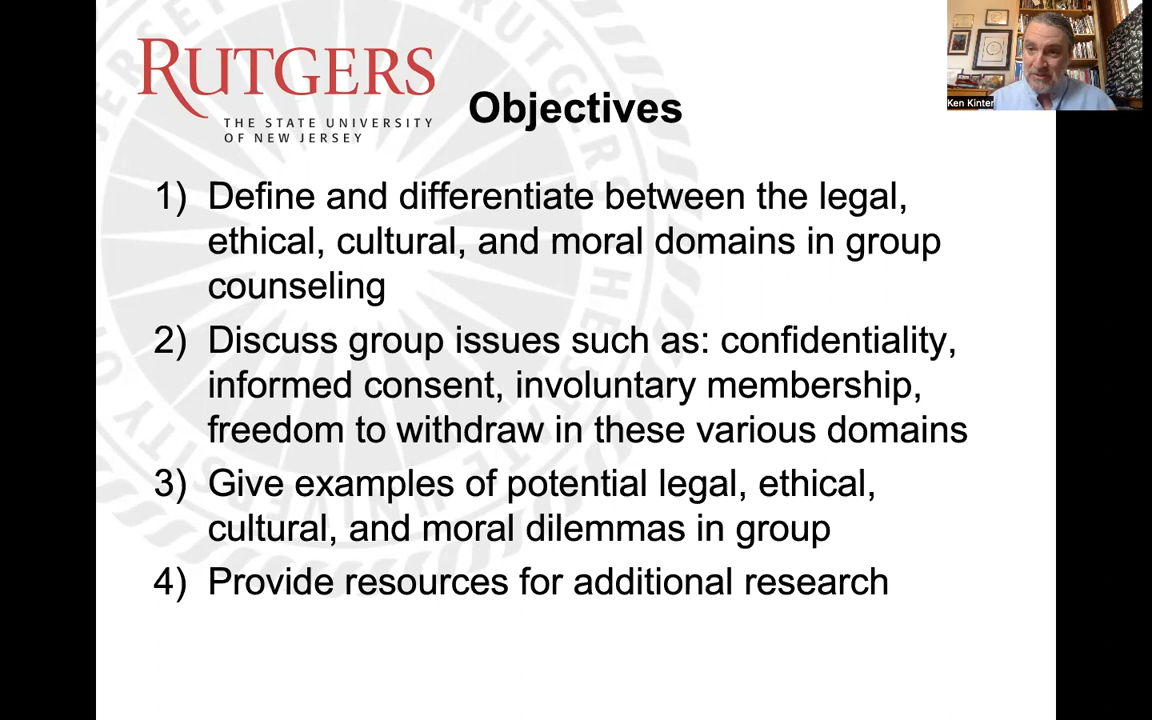 RUTGERS
THE STATE UNIVERSITY
OF NEW JERSEY
Objectives
Ken Kinter
1) Define and differentiate between the legal,
ethical, cultural, and moral domains in group
counseling
2) Discuss group issues such as: confidentiality,
informed consent, involuntary membership,
freedom to withdraw in these various domains
3) Give examples of potential legal, ethical,
cultural, and moral dilemmas in group
4) Provide resources for additional research